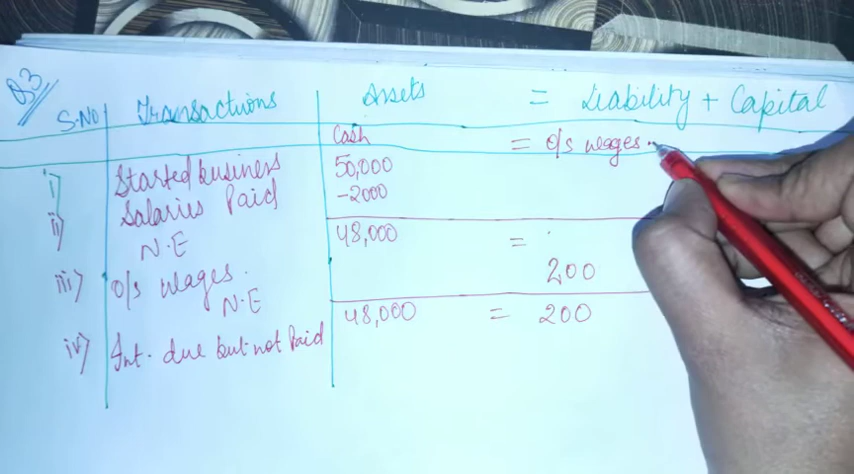 Q3
S.No Transactions Assets = Liability + Capital
Cash = o/s wages
i) Started business 50,000
ii) Salaries Paid -2000
N.E 48,000 =
iii) o/s wages. 200
N.E 48,000 = 200
iv) Int. due but not Paid